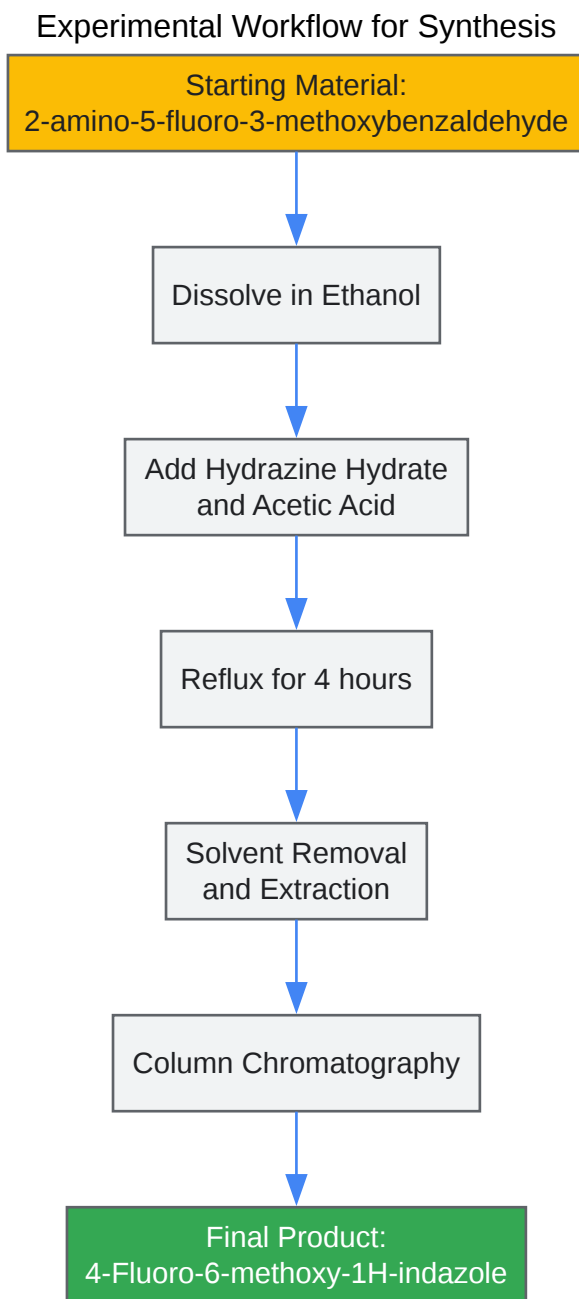 Experimental Workflow for Synthesis
Starting Material:
2-amino-5-fluoro-3-methoxybenzaldehyde
Dissolve in Ethanol
Add Hydrazine Hydrate
and Acetic Acid
Reflux for 4 hours
Solvent Removal
and Extraction
Column Chromatography
Final Product:
4-Fluoro-6-methoxy-1H-indazole